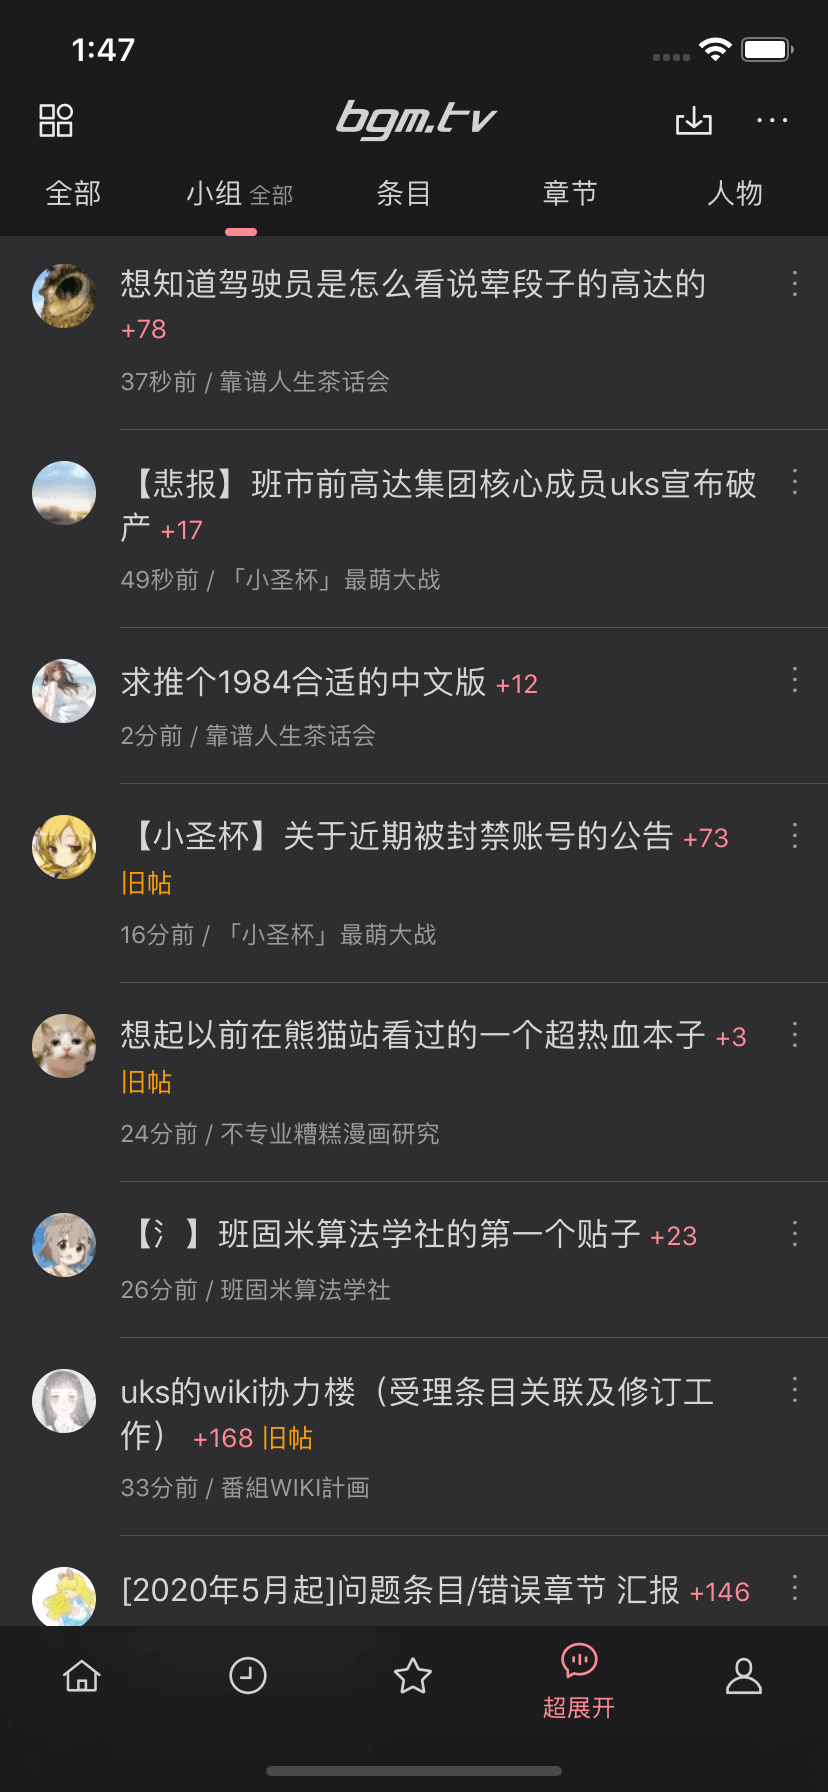 1:47
bgm.tv
全部 小组 全部 条目 章节 人物
想知道驾驶员是怎么看说荤段子的高达的
+78
37秒前 / 靠谱人生茶话会
【悲报】班市前高达集团核心成员uks宣布破
产 +17
49秒前 / 「小圣杯」最萌大战
求推个1984合适的中文版 +12
2分前 / 靠谱人生茶话会
【小圣杯】关于近期被封禁账号的公告 +73
旧帖
16分前 / 「小圣杯」最萌大战
想起以前在熊猫站看过的一个超热血本子 +3
旧帖
24分前 / 不专业糟糕漫画研究
【氵】班固米算法学社的第一个贴子 +23
26分前 / 班固米算法学社
uks的wiki协力楼（受理条目关联及修订工
作） +168 旧帖
33分前 / 番組WIKI計画
[2020年5月起]问题条目/错误章节 汇报 +146
超展开